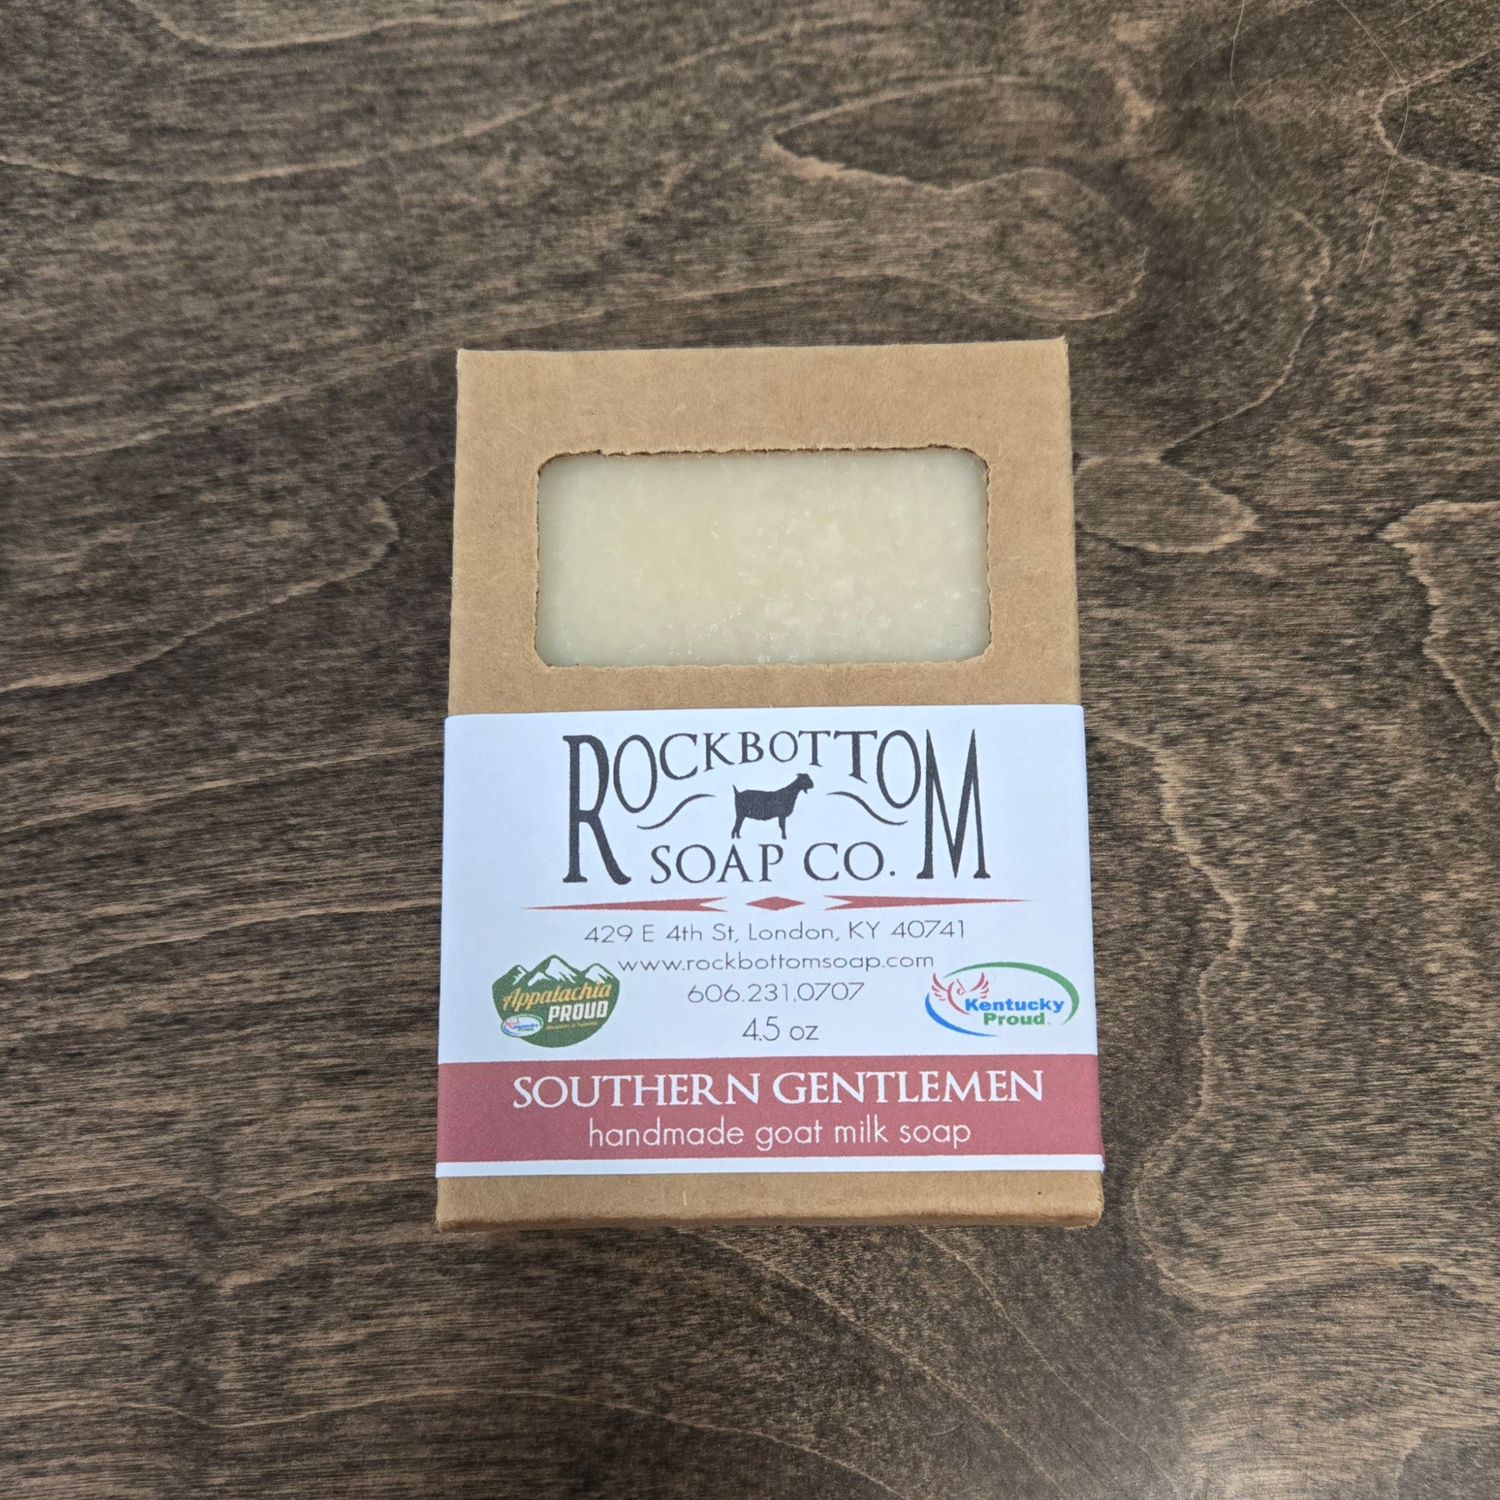 ROCKBOTTOM
SOAP CO.
429 E 4th St, London, KY 40741
www.rockbottomsoap.com
606.231.0707
4.5 oz
Appalachia
PROUD
Kentucky
Proud
SOUTHERN GENTLEMEN
handmade goat milk soap